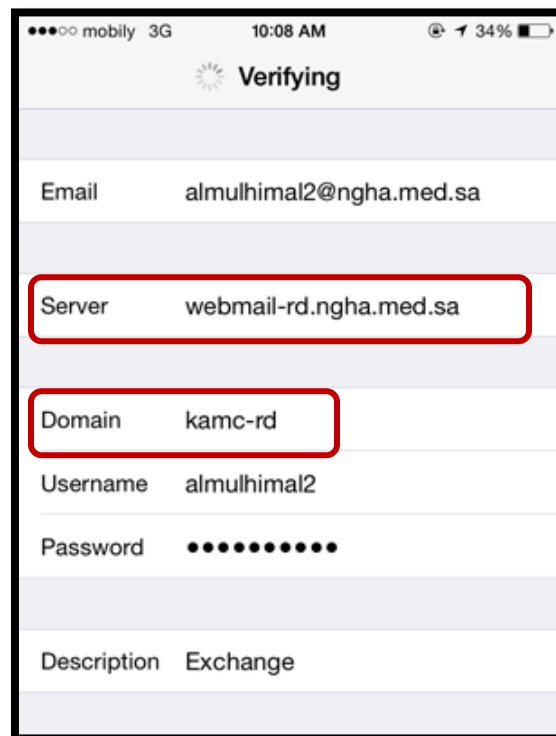 ●●●○○ mobily 3G 10:08 AM 34%
Verifying
Email almulhimal2@ngha.med.sa
Server webmail-rd.ngha.med.sa
Domain kamc-rd
Username almulhimal2
Password ●●●●●●●●●●
Description Exchange